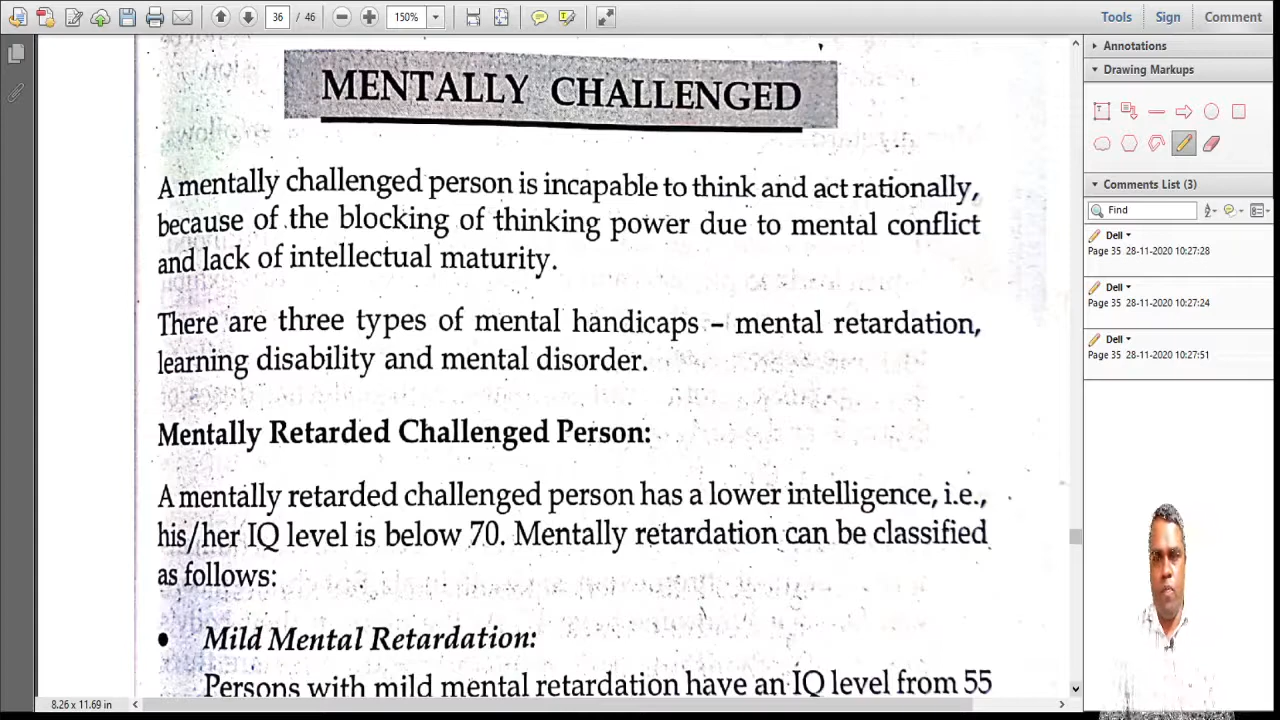 36 / 46
150%
Tools Sign Comment
Annotations
Drawing Markups
Comments List (3)
Find
Dell
Page 35 28-11-2020 10:27:28
Dell
Page 35 28-11-2020 10:27:24
Dell
Page 35 28-11-2020 10:27:51
MENTALLY CHALLENGED
A mentally challenged person is incapable to think and act rationally,
because of the blocking of thinking power due to mental conflict
and lack of intellectual maturity.
There are three types of mental handicaps – mental retardation,
learning disability and mental disorder.
Mentally Retarded Challenged Person:
A mentally retarded challenged person has a lower intelligence, i.e.,
his/her IQ level is below 70. Mentally retardation can be classified
as follows:
• Mild Mental Retardation:
Persons with mild mental retardation have an IQ level from 55
8.26 x 11.69 in